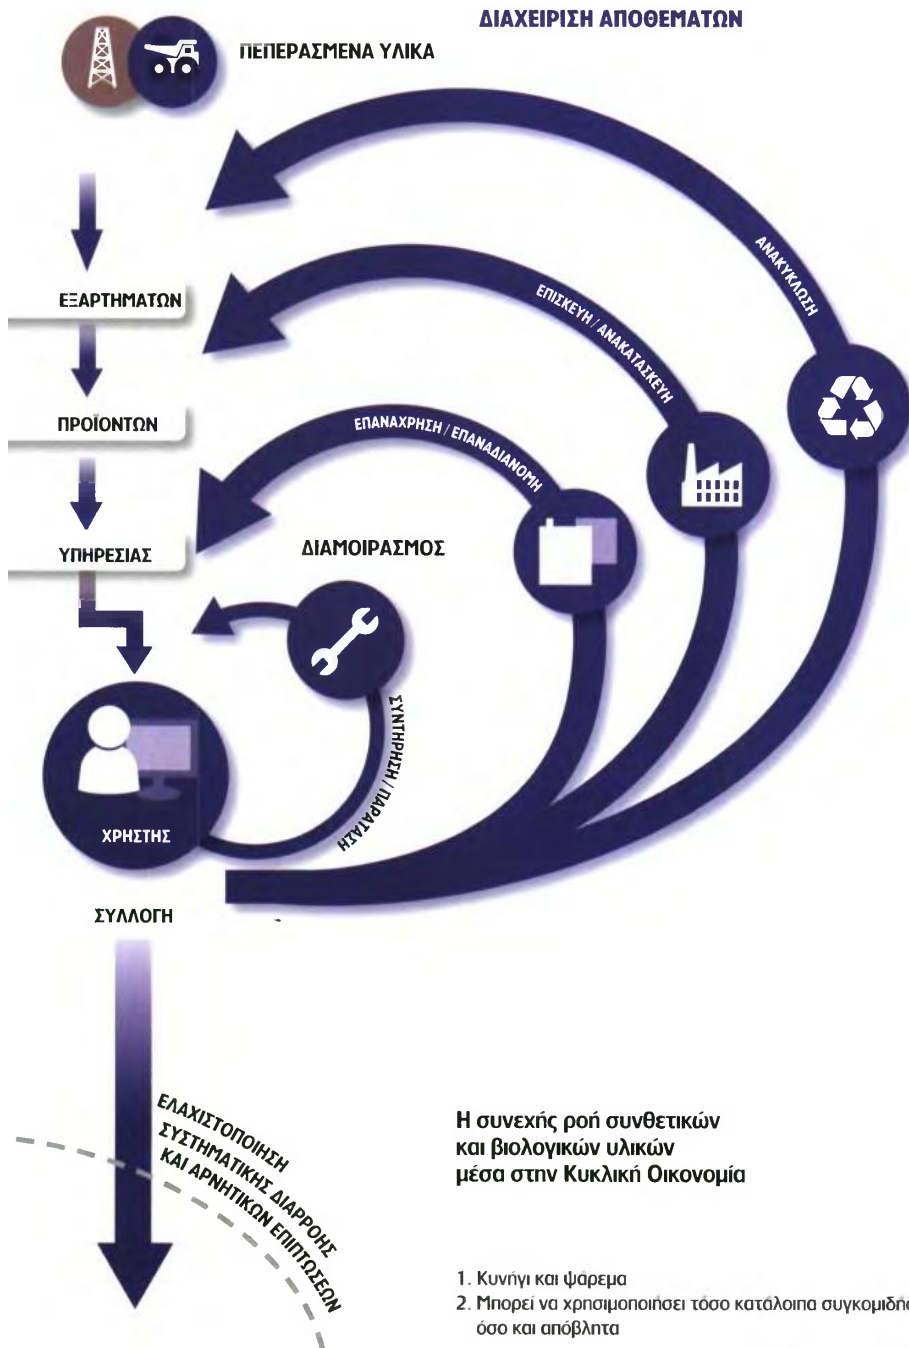 ΔΙΑΧΕΙΡΙΣΗ ΑΠΟΘΕΜΑΤΩΝ
ΠΕΠΕΡΑΣΜΕΝΑ ΥΛΙΚΑ
ΑΝΑΚΥΚΛΩΣΗ
ΕΞΑΡΤΗΜΑΤΩΝ
ΕΠΙΣΚΕΥΗ / ΑΝΑΚΑΤΑΣΚΕΥΗ
ΠΡΟΪΟΝΤΩΝ
ΕΠΑΝΑΧΡΗΣΗ / ΕΠΑΝΑΔΙΑΝΟΜΗ
ΥΠΗΡΕΣΙΑΣ
ΔΙΑΜΟΙΡΑΣΜΟΣ
ΣΥΝΤΗΡΗΣΗ / ΠΑΡΑΤΑΣΗ
ΧΡΗΣΤΗΣ
ΣΥΛΛΟΓΗ
ΕΛΑΧΙΣΤΟΠΟΙΗΣΗ
ΣΥΣΤΗΜΑΤΙΚΗΣ ΔΙΑΡΡΟΗΣ
ΚΑΙ ΑΡΝΗΤΙΚΩΝ ΕΠΙΠΤΩΣΕΩΝ
Η συνεχής ροή συνθετικών
και βιολογικών υλικών
μέσα στην Κυκλική Οικονομία
1. Κυνήγι και ψάρεμα
2. Μπορεί να χρησιμοποιήσει τόσο κατάλοιπα συγκομιδής
όσο και απόβλητα